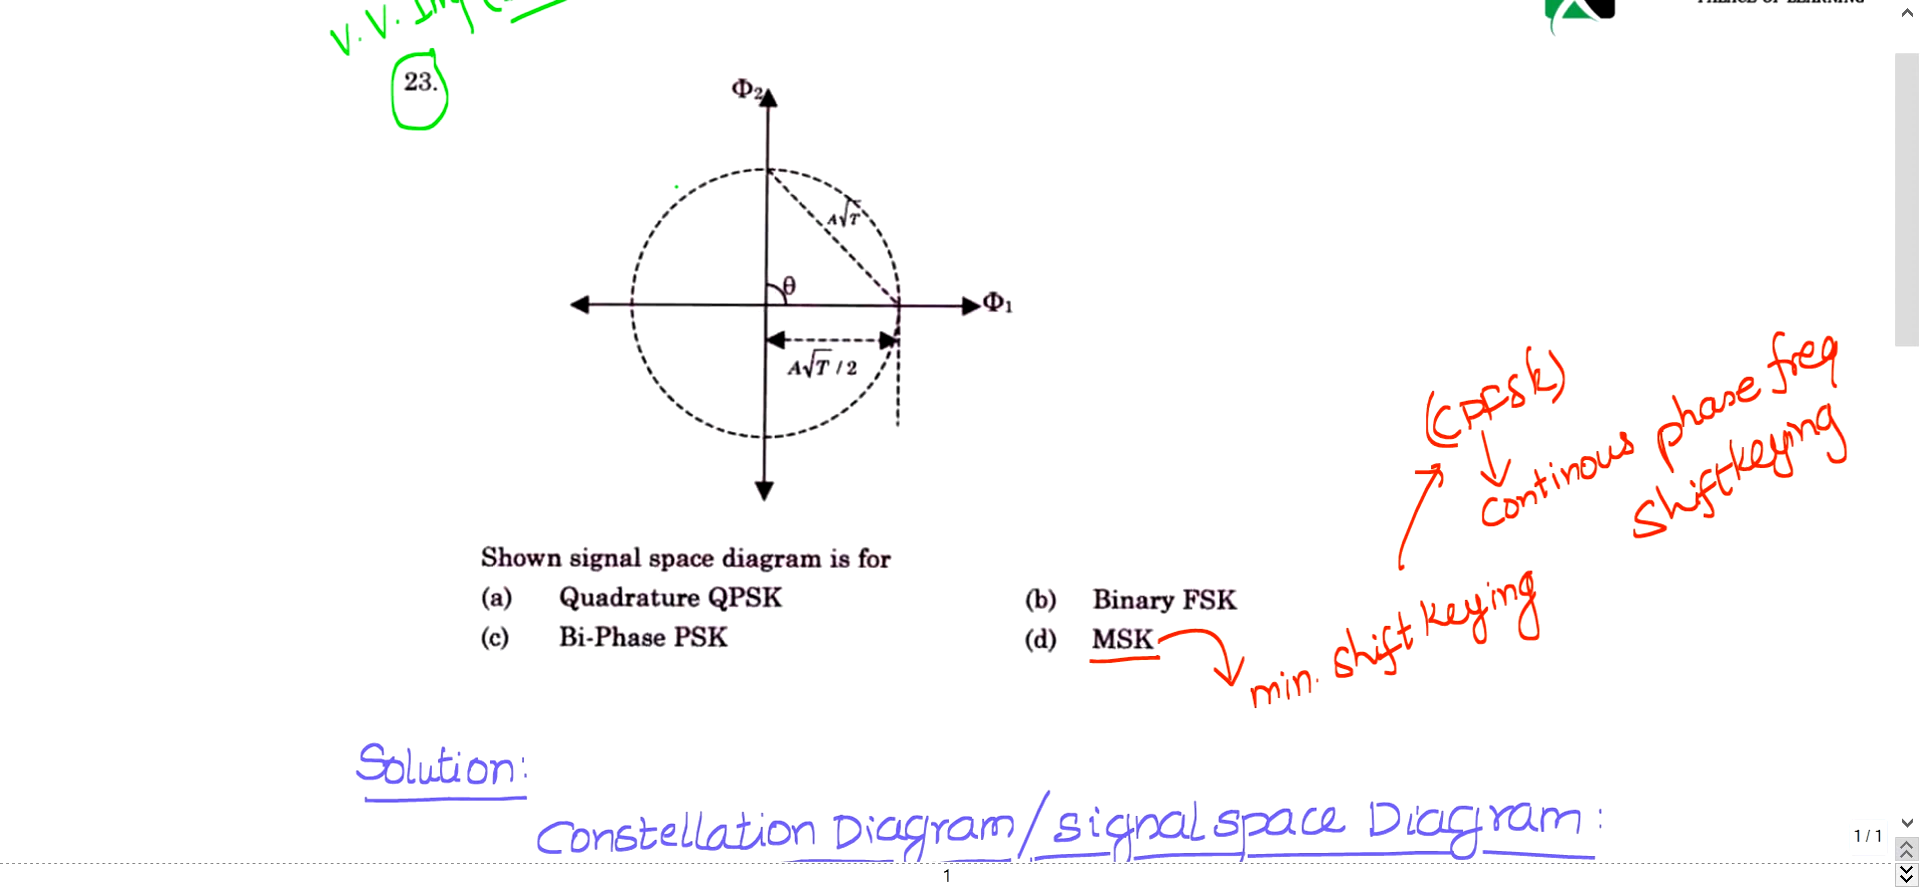 V. V. Imp
23.
Φ2
A√T
θ
Φ1
A√T / 2
(CPFSK)
Continous phase freq
Shiftkeying
Shown signal space diagram is for
(a) Quadrature QPSK (b) Binary FSK
(c) Bi-Phase PSK (d) MSK
min. shift keying
Solution:
Constellation Diagram/signal space Diagram:
1 / 1
1